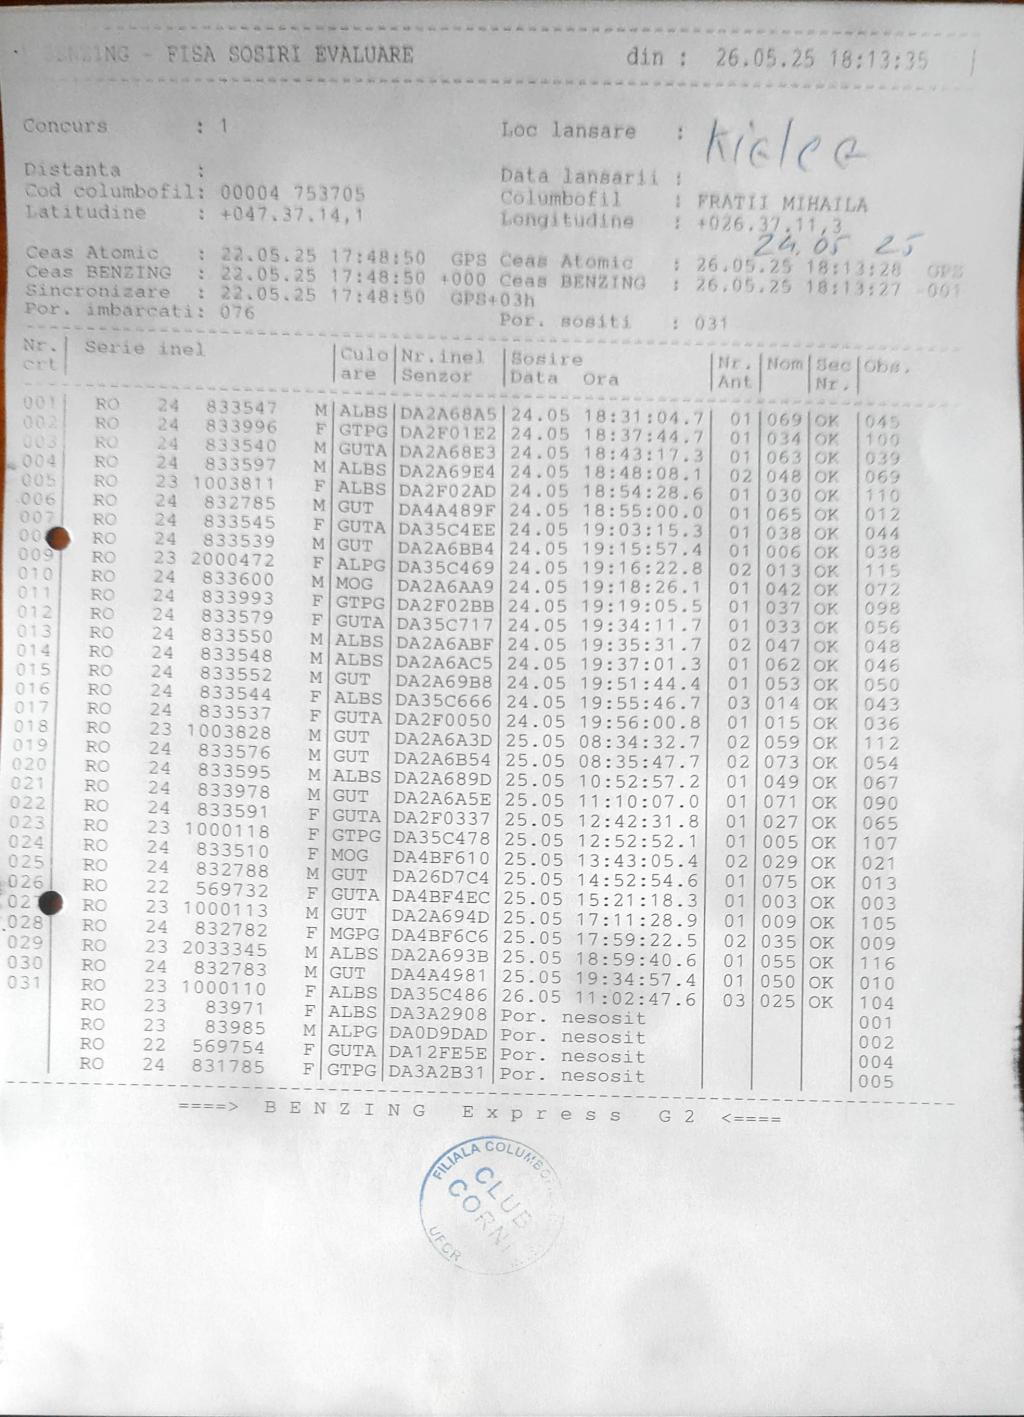 BENZING - FISA SOSIRI EVALUARE din : 26.05.25 18:13:35
Concurs : 1 Loc lansare : Kielce
Distanta : Data lansarii :
Cod columbofil: 00004 753705 Columbofil : FRATII MIHAILA
Latitudine : +047.37.14,1 Longitudine : +026.37.11,3
24.05 25
Ceas Atomic : 22.05.25 17:48:50 GPS Ceas Atomic : 26.05.25 18:13:28 GPS
Ceas BENZING : 22.05.25 17:48:50 +000 Ceas BENZING : 26.05.25 18:13:27 -001
Sincronizare : 22.05.25 17:48:50 GPS+03h
Por. imbarcati: 076 Por. sositi : 031
Nr. Serie inel Culo Nr.inel Sosire Nr. Nom Sec Obs.
crt are Senzor Data Ora Ant Nr.
001 RO 24 833547 M ALBS DA2A68A5 24.05 18:31:04.7 01 069 OK 045
002 RO 24 833996 F GTPG DA2F01E2 24.05 18:37:44.7 01 034 OK 100
003 RO 24 833540 M GUTA DA2A68E3 24.05 18:43:17.3 01 063 OK 039
004 RO 24 833597 M ALBS DA2A69E4 24.05 18:48:08.1 02 048 OK 069
005 RO 23 1003811 F ALBS DA2F02AD 24.05 18:54:28.6 01 030 OK 110
006 RO 24 832785 M GUT DA4A489F 24.05 18:55:00.0 01 065 OK 012
007 RO 24 833545 F GUTA DA35C4EE 24.05 19:03:15.3 01 038 OK 044
00 RO 24 833539 M GUT DA2A6BB4 24.05 19:15:57.4 01 006 OK 038
009 RO 23 2000472 F ALPG DA35C469 24.05 19:16:22.8 02 013 OK 115
010 RO 24 833600 M MOG DA2A6AA9 24.05 19:18:26.1 01 042 OK 072
011 RO 24 833993 F GTPG DA2F02BB 24.05 19:19:05.5 01 037 OK 098
012 RO 24 833579 F GUTA DA35C717 24.05 19:34:11.7 01 033 OK 056
013 RO 24 833550 M ALBS DA2A6ABF 24.05 19:35:31.7 02 047 OK 048
014 RO 24 833548 M ALBS DA2A6AC5 24.05 19:37:01.3 01 062 OK 046
015 RO 24 833552 M GUT DA2A69B8 24.05 19:51:44.4 01 053 OK 050
016 RO 24 833544 F ALBS DA35C666 24.05 19:55:46.7 03 014 OK 043
017 RO 24 833537 F GUTA DA2F0050 24.05 19:56:00.8 01 015 OK 036
018 RO 23 1003828 M GUT DA2A6A3D 25.05 08:34:32.7 02 059 OK 112
019 RO 24 833576 M GUT DA2A6B54 25.05 08:35:47.7 02 073 OK 054
020 RO 24 833595 M ALBS DA2A689D 25.05 10:52:57.2 01 049 OK 067
021 RO 24 833978 M GUT DA2A6A5E 25.05 11:10:07.0 01 071 OK 090
022 RO 24 833591 F GUTA DA2F0337 25.05 12:42:31.8 01 027 OK 065
023 RO 23 1000118 F GTPG DA35C478 25.05 12:52:52.1 01 005 OK 107
024 RO 24 833510 F MOG DA4BF610 25.05 13:43:05.4 02 029 OK 021
025 RO 24 832788 M GUT DA26D7C4 25.05 14:52:54.6 01 075 OK 013
026 RO 22 569732 F GUTA DA4BF4EC 25.05 15:21:18.3 01 003 OK 003
02 RO 23 1000113 M GUT DA2A694D 25.05 17:11:28.9 01 009 OK 105
028 RO 24 832782 F MGPG DA4BF6C6 25.05 17:59:22.5 02 035 OK 009
029 RO 23 2033345 M ALBS DA2A693B 25.05 18:59:40.6 01 055 OK 116
030 RO 24 832783 M GUT DA4A4981 25.05 19:34:57.4 01 050 OK 010
031 RO 23 1000110 F ALBS DA35C486 26.05 11:02:47.6 03 025 OK 104
RO 23 83971 F ALBS DA3A2908 Por. nesosit 001
RO 23 83985 M ALPG DA0D9DAD Por. nesosit 002
RO 22 569754 F GUTA DA12FE5E Por. nesosit 004
RO 24 831785 F GTPG DA3A2B31 Por. nesosit 005
====> B E N Z I N G E x p r e s s G 2 <====
FILIALA
CLUB
UFCR